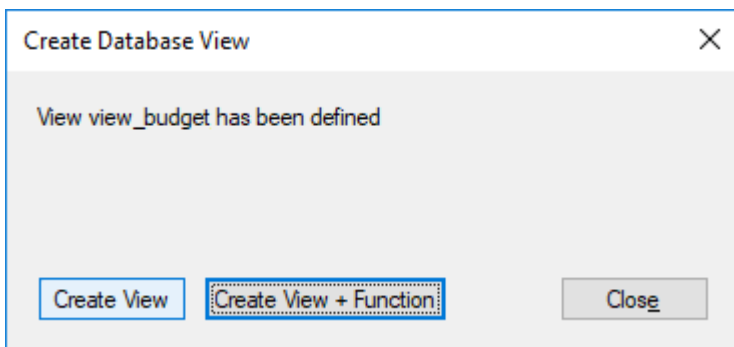 Create Database View
View view_budget has been defined
Create View Create View + Function Close